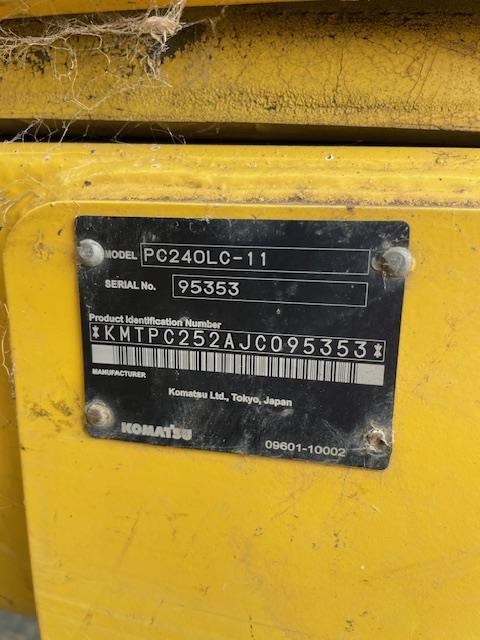 MODEL PC240LC-11
SERIAL No. 95353
Product Identification Number
*KMTPC252AJC095353*
MANUFACTURER
Komatsu Ltd., Tokyo, Japan
KOMATSU
09601-10002